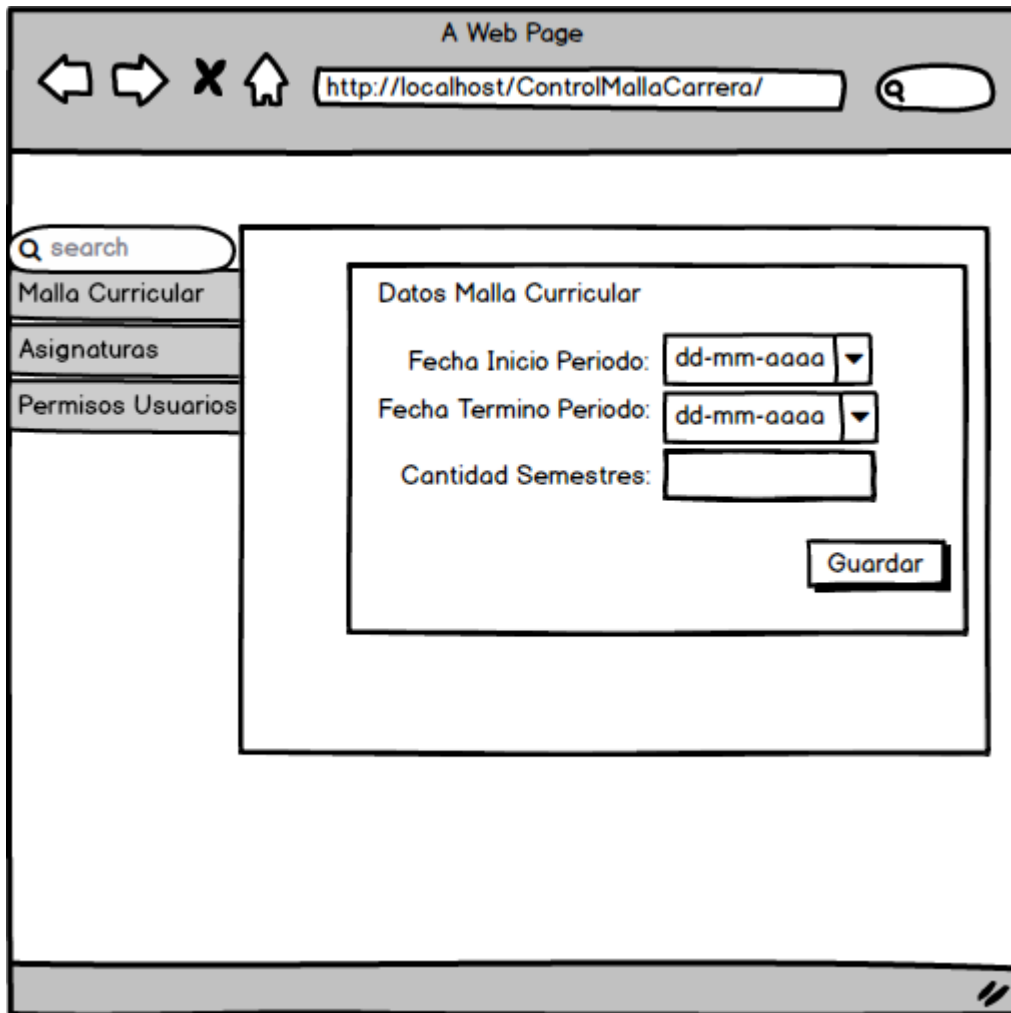 A Web Page
http://localhost/ControlMallaCarrera/
search
Malla Curricular
Asignaturas
Permisos Usuarios
Datos Malla Curricular
Fecha Inicio Periodo: dd-mm-aaaa
Fecha Termino Periodo: dd-mm-aaaa
Cantidad Semestres:
Guardar